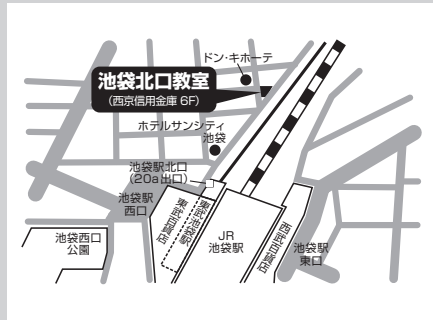 ドン・キホーテ
池袋北口教室
(西京信用金庫 6F)
ホテルサンシティ
池袋
池袋駅北口
(20a出口)
池袋駅
西口
東武百貨店
東武池袋駅
JR
池袋駅
西武百貨店
池袋駅
東口
池袋西口
公園